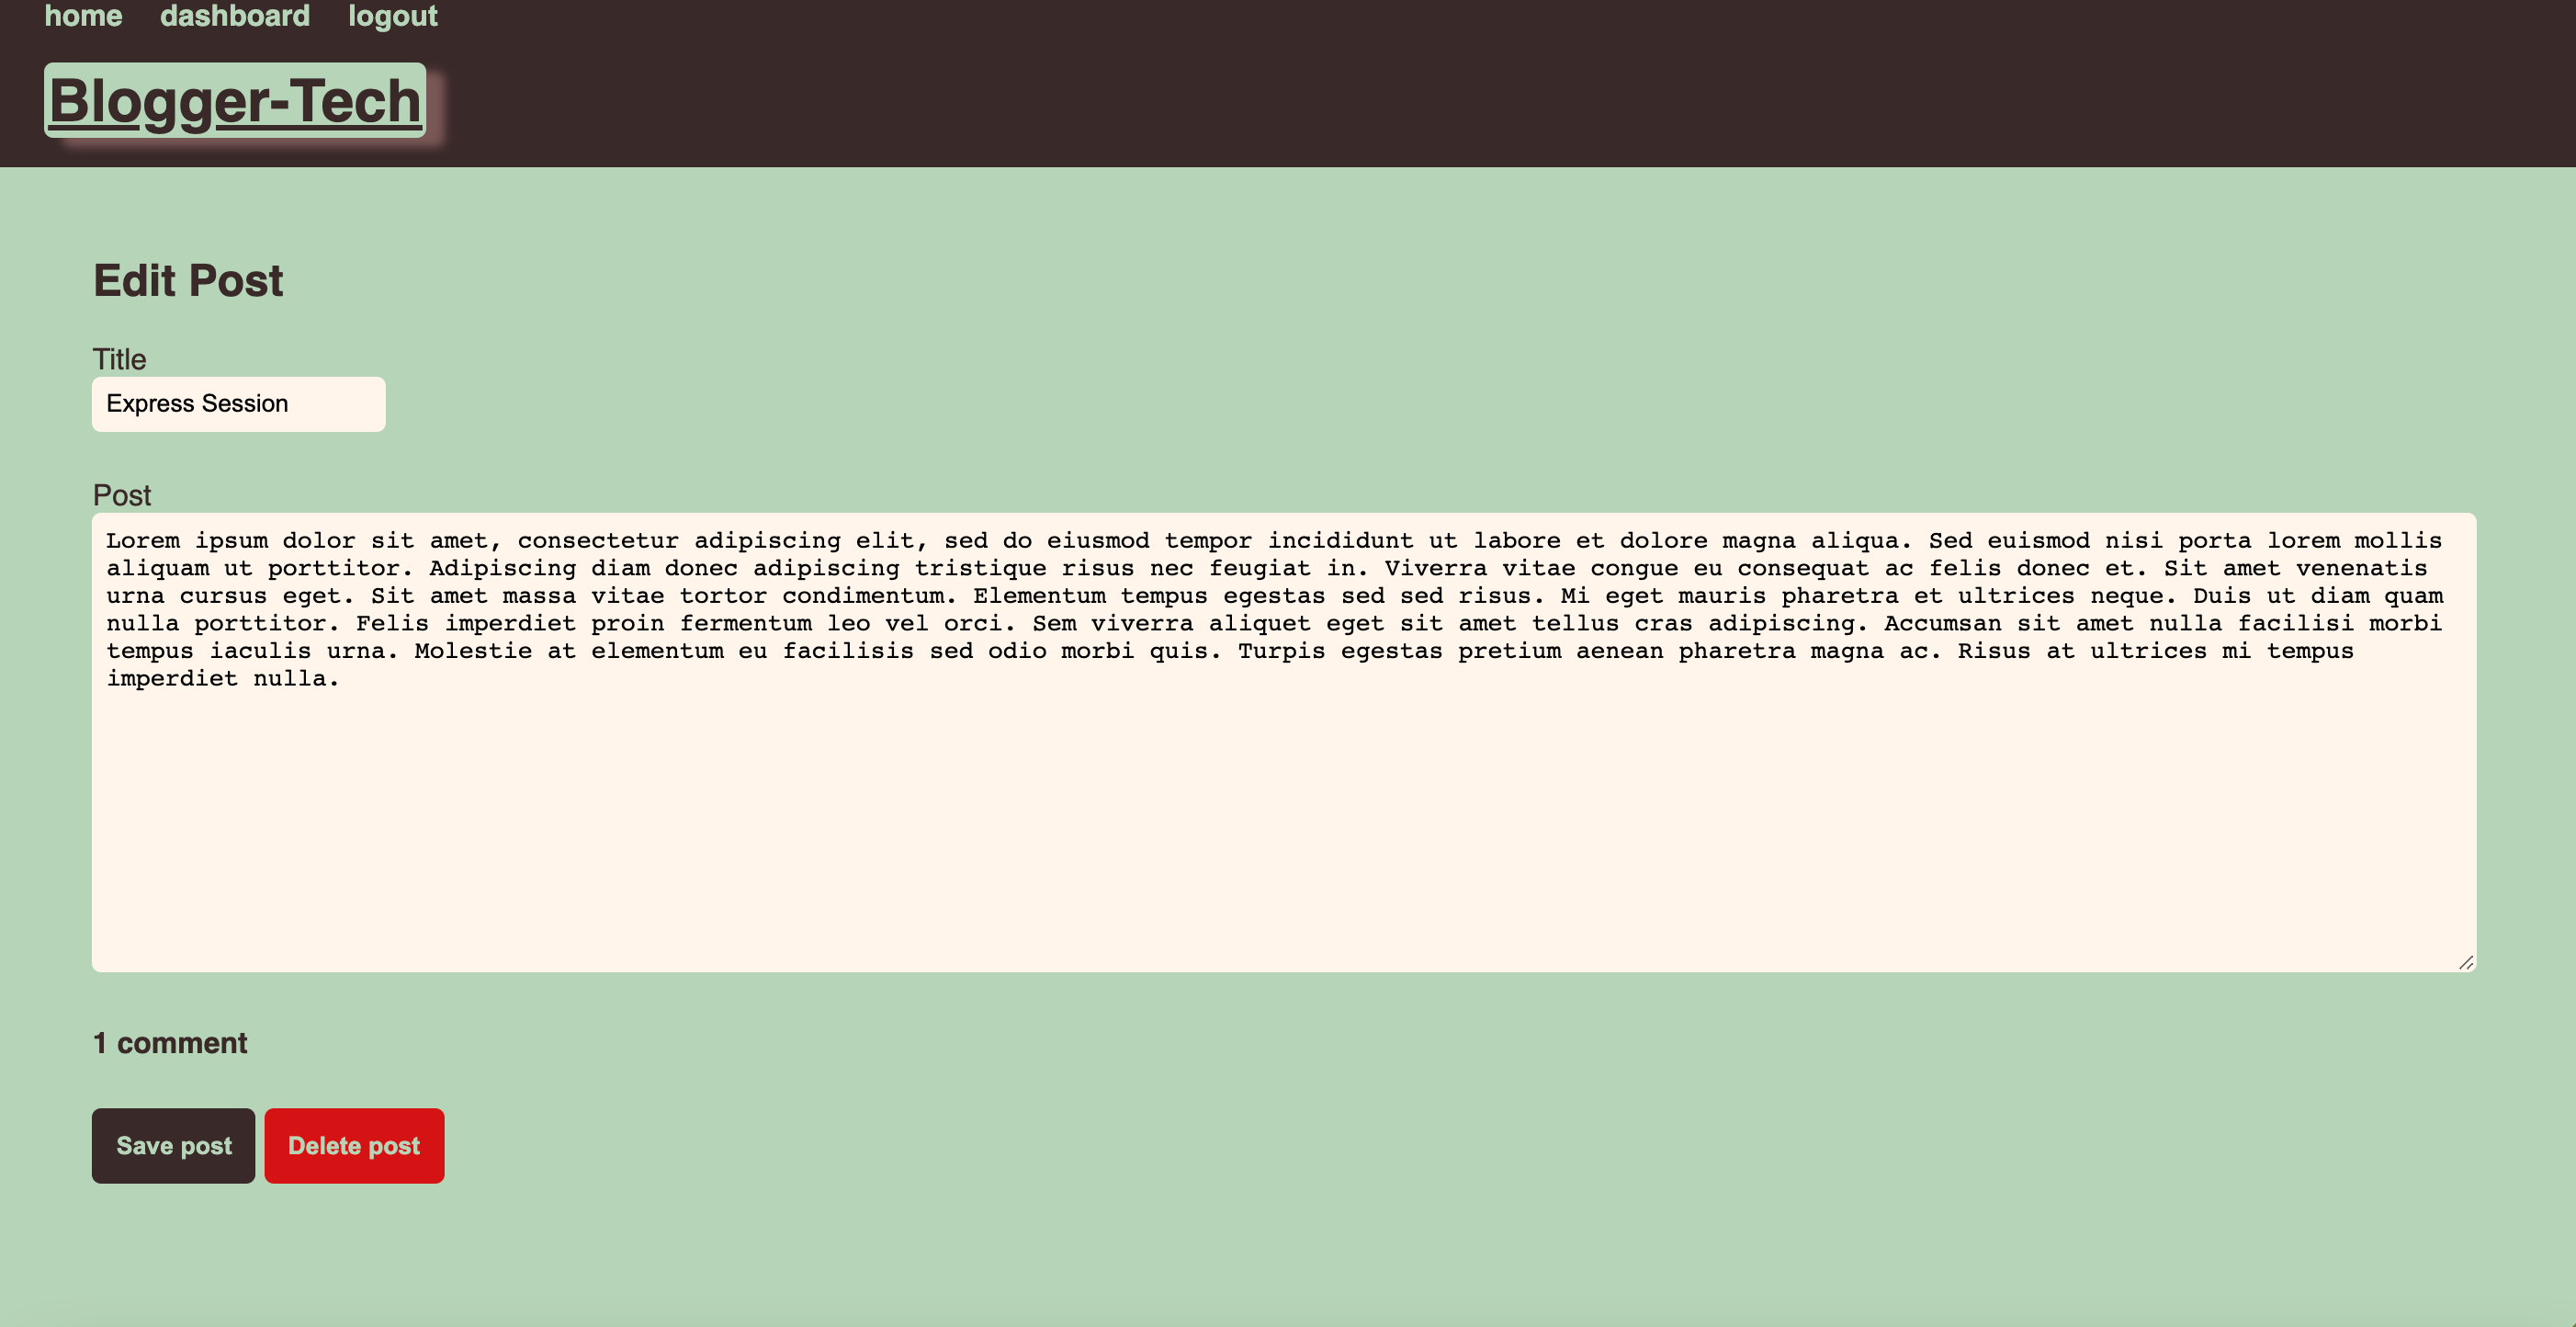 home dashboard logout
Blogger-Tech
Edit Post
Title
Express Session
Post
Lorem ipsum dolor sit amet, consectetur adipiscing elit, sed do eiusmod tempor incididunt ut labore et dolore magna aliqua. Sed euismod nisi porta lorem mollis
aliquam ut porttitor. Adipiscing diam donec adipiscing tristique risus nec feugiat in. Viverra vitae congue eu consequat ac felis donec et. Sit amet venenatis
urna cursus eget. Sit amet massa vitae tortor condimentum. Elementum tempus egestas sed sed risus. Mi eget mauris pharetra et ultrices neque. Duis ut diam quam
nulla porttitor. Felis imperdiet proin fermentum leo vel orci. Sem viverra aliquet eget sit amet tellus cras adipiscing. Accumsan sit amet nulla facilisi morbi
tempus iaculis urna. Molestie at elementum eu facilisis sed odio morbi quis. Turpis egestas pretium aenean pharetra magna ac. Risus at ultrices mi tempus
imperdiet nulla.
1 comment
Save post Delete post